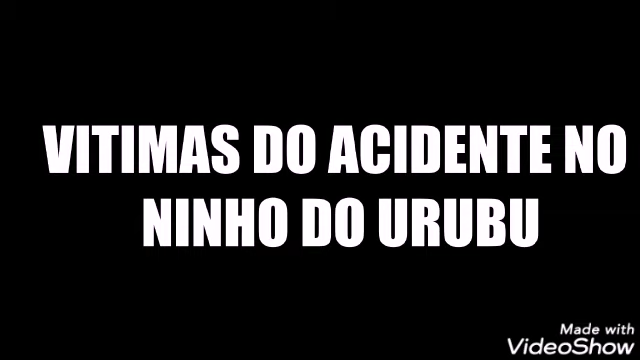 VITIMAS DO ACIDENTE NO
NINHO DO URUBU
Made with
VideoShow